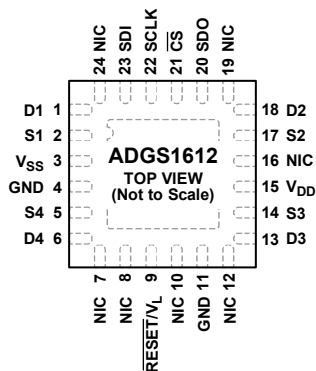 24 NIC
23 SDI
22 SCLK
21 C̅S̅
20 SDO
19 NIC
D1 1
S1 2
VSS 3
GND 4
S4 5
D4 6
ADGS1612
TOP VIEW
(Not to Scale)
18 D2
17 S2
16 NIC
15 VDD
14 S3
13 D3
NIC 7
NIC 8
R̅E̅S̅E̅T̅/VL 9
NIC 10
GND 11
NIC 12